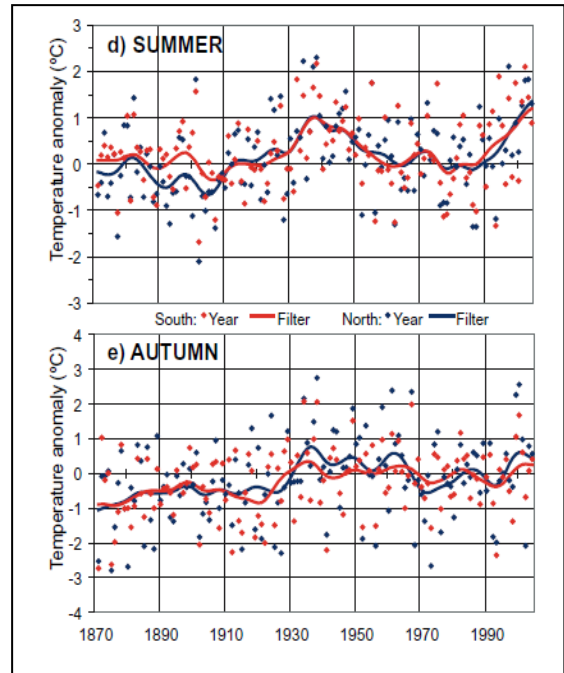 3
d) SUMMER
2
1
0
-1
-2
-3
Temperature anomaly (ºC)
South: Year Filter North: Year Filter
4
e) AUTUMN
3
2
1
0
-1
-2
-3
-4
Temperature anomaly (ºC)
1870 1890 1910 1930 1950 1970 1990